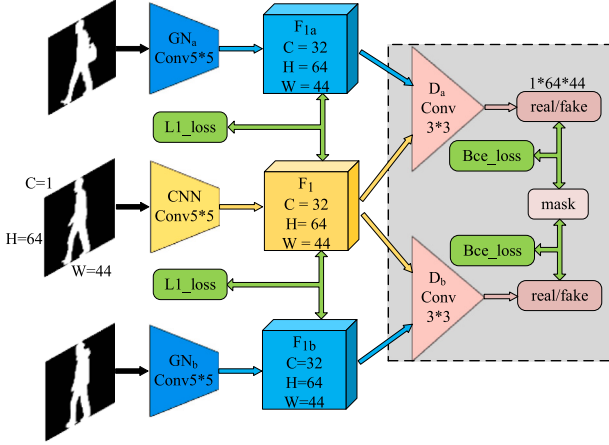 GNa
Conv5*5
F1a
C = 32
H = 64
W = 44
L1_loss
Da
Conv
3*3
1*64*44
real/fake
Bce_loss
C=1
H=64
W=44
CNN
Conv5*5
F1
C = 32
H= 64
W = 44
mask
L1_loss
Db
Conv
3*3
Bce_loss
real/fake
GNb
Conv5*5
F1b
C=32
H=64
W=44